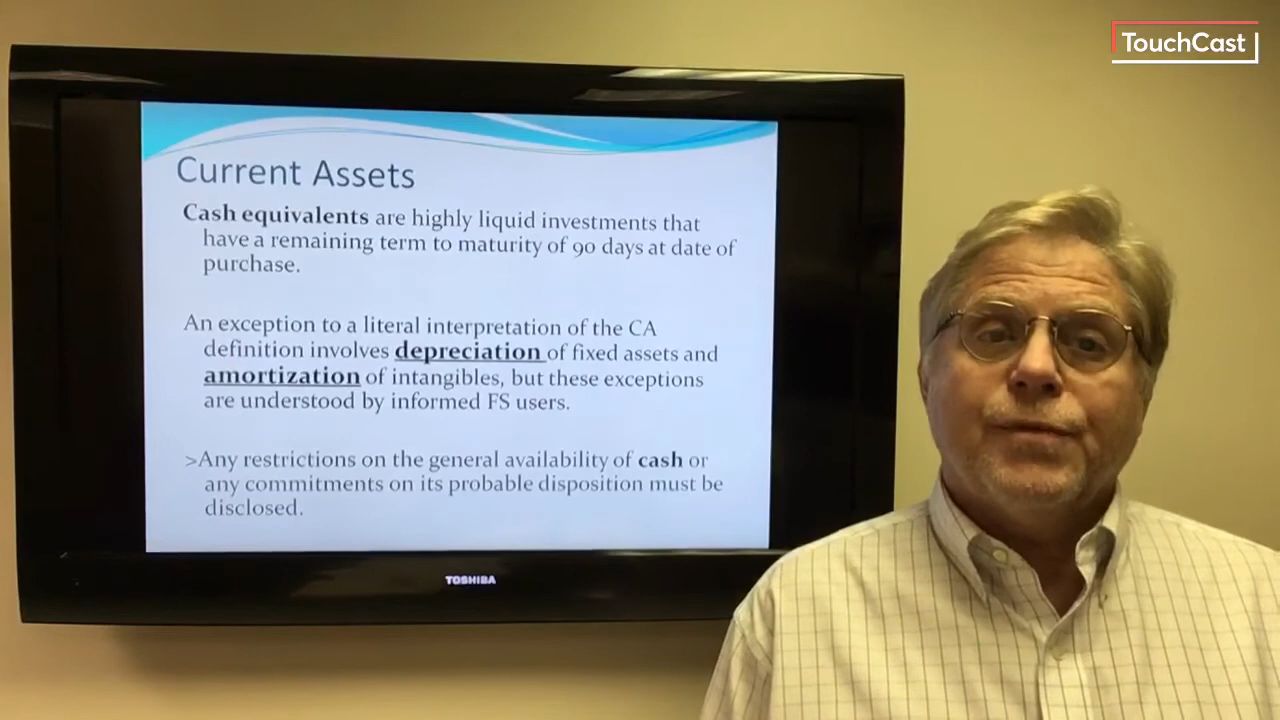 TouchCast
Current Assets
Cash equivalents are highly liquid investments that
have a remaining term to maturity of 90 days at date of
purchase.
An exception to a literal interpretation of the CA
definition involves depreciation of fixed assets and
amortization of intangibles, but these exceptions
are understood by informed FS users.
>Any restrictions on the general availability of cash or
any commitments on its probable disposition must be
disclosed.
TOSHIBA